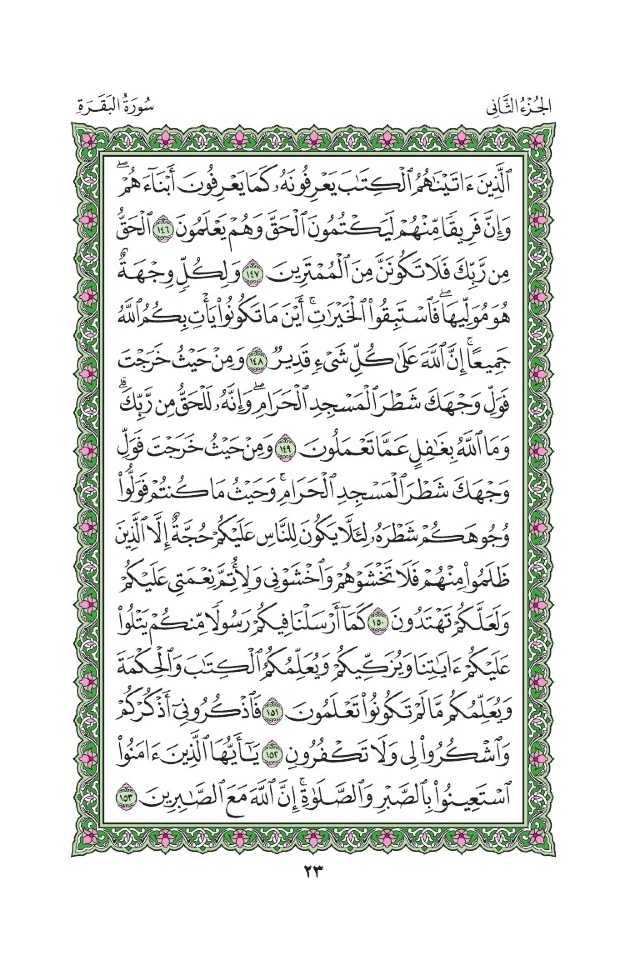 الجُزْءُ الثَّانِي
سُورَةُ البَقَرَةِ
ٱلَّذِينَ ءَاتَيْنَٰهُمُ ٱلْكِتَٰبَ يَعْرِفُونَهُۥ كَمَا يَعْرِفُونَ أَبْنَآءَهُمْۖ
وَإِنَّ فَرِيقًا مِّنْهُمْ لَيَكْتُمُونَ ٱلْحَقَّ وَهُمْ يَعْلَمُونَ ١٤٦ ٱلْحَقُّ
مِن رَّبِّكَ فَلَا تَكُونَنَّ مِنَ ٱلْمُمْتَرِينَ ١٤٧ وَلِكُلٍّ وِجْهَةٌ
هُوَ مُوَلِّيهَاۖ فَٱسْتَبِقُوا۟ ٱلْخَيْرَٰتِۚ أَيْنَ مَا تَكُونُوا۟ يَأْتِ بِكُمُ ٱللَّهُ
جَمِيعًاۚ إِنَّ ٱللَّهَ عَلَىٰ كُلِّ شَىْءٍ قَدِيرٌ ١٤٨ وَمِنْ حَيْثُ خَرَجْتَ
فَوَلِّ وَجْهَكَ شَطْرَ ٱلْمَسْجِدِ ٱلْحَرَامِۖ وَإِنَّهُۥ لَلْحَقُّ مِن رَّبِّكَۗ
وَمَا ٱللَّهُ بِغَٰفِلٍ عَمَّا تَعْمَلُونَ ١٤٩ وَمِنْ حَيْثُ خَرَجْتَ فَوَلِّ
وَجْهَكَ شَطْرَ ٱلْمَسْجِدِ ٱلْحَرَامِۚ وَحَيْثُ مَا كُنتُمْ فَوَلُّوا۟
وُجُوهَكُمْ شَطْرَهُۥ لِئَلَّا يَكُونَ لِلنَّاسِ عَلَيْكُمْ حُجَّةٌ إِلَّا ٱلَّذِينَ
ظَلَمُوا۟ مِنْهُمْ فَلَا تَخْشَوْهُمْ وَٱخْشَوْنِى وَلِأُتِمَّ نِعْمَتِى عَلَيْكُمْ
وَلَعَلَّكُمْ تَهْتَدُونَ ١٥٠ كَمَآ أَرْسَلْنَا فِيكُمْ رَسُولًا مِّنكُمْ يَتْلُوا۟
عَلَيْكُمْ ءَايَٰتِنَا وَيُزَكِّيكُمْ وَيُعَلِّمُكُمُ ٱلْكِتَٰبَ وَٱلْحِكْمَةَ
وَيُعَلِّمُكُم مَّا لَمْ تَكُونُوا۟ تَعْلَمُونَ ١٥١ فَٱذْكُرُونِىٓ أَذْكُرْكُمْ
وَٱشْكُرُوا۟ لِى وَلَا تَكْفُرُونِ ١٥٢ يَٰٓأَيُّهَا ٱلَّذِينَ ءَامَنُوا۟
ٱسْتَعِينُوا۟ بِٱلصَّبْرِ وَٱلصَّلَوٰةِۚ إِنَّ ٱللَّهَ مَعَ ٱلصَّٰبِرِينَ ١٥٣
٢٣